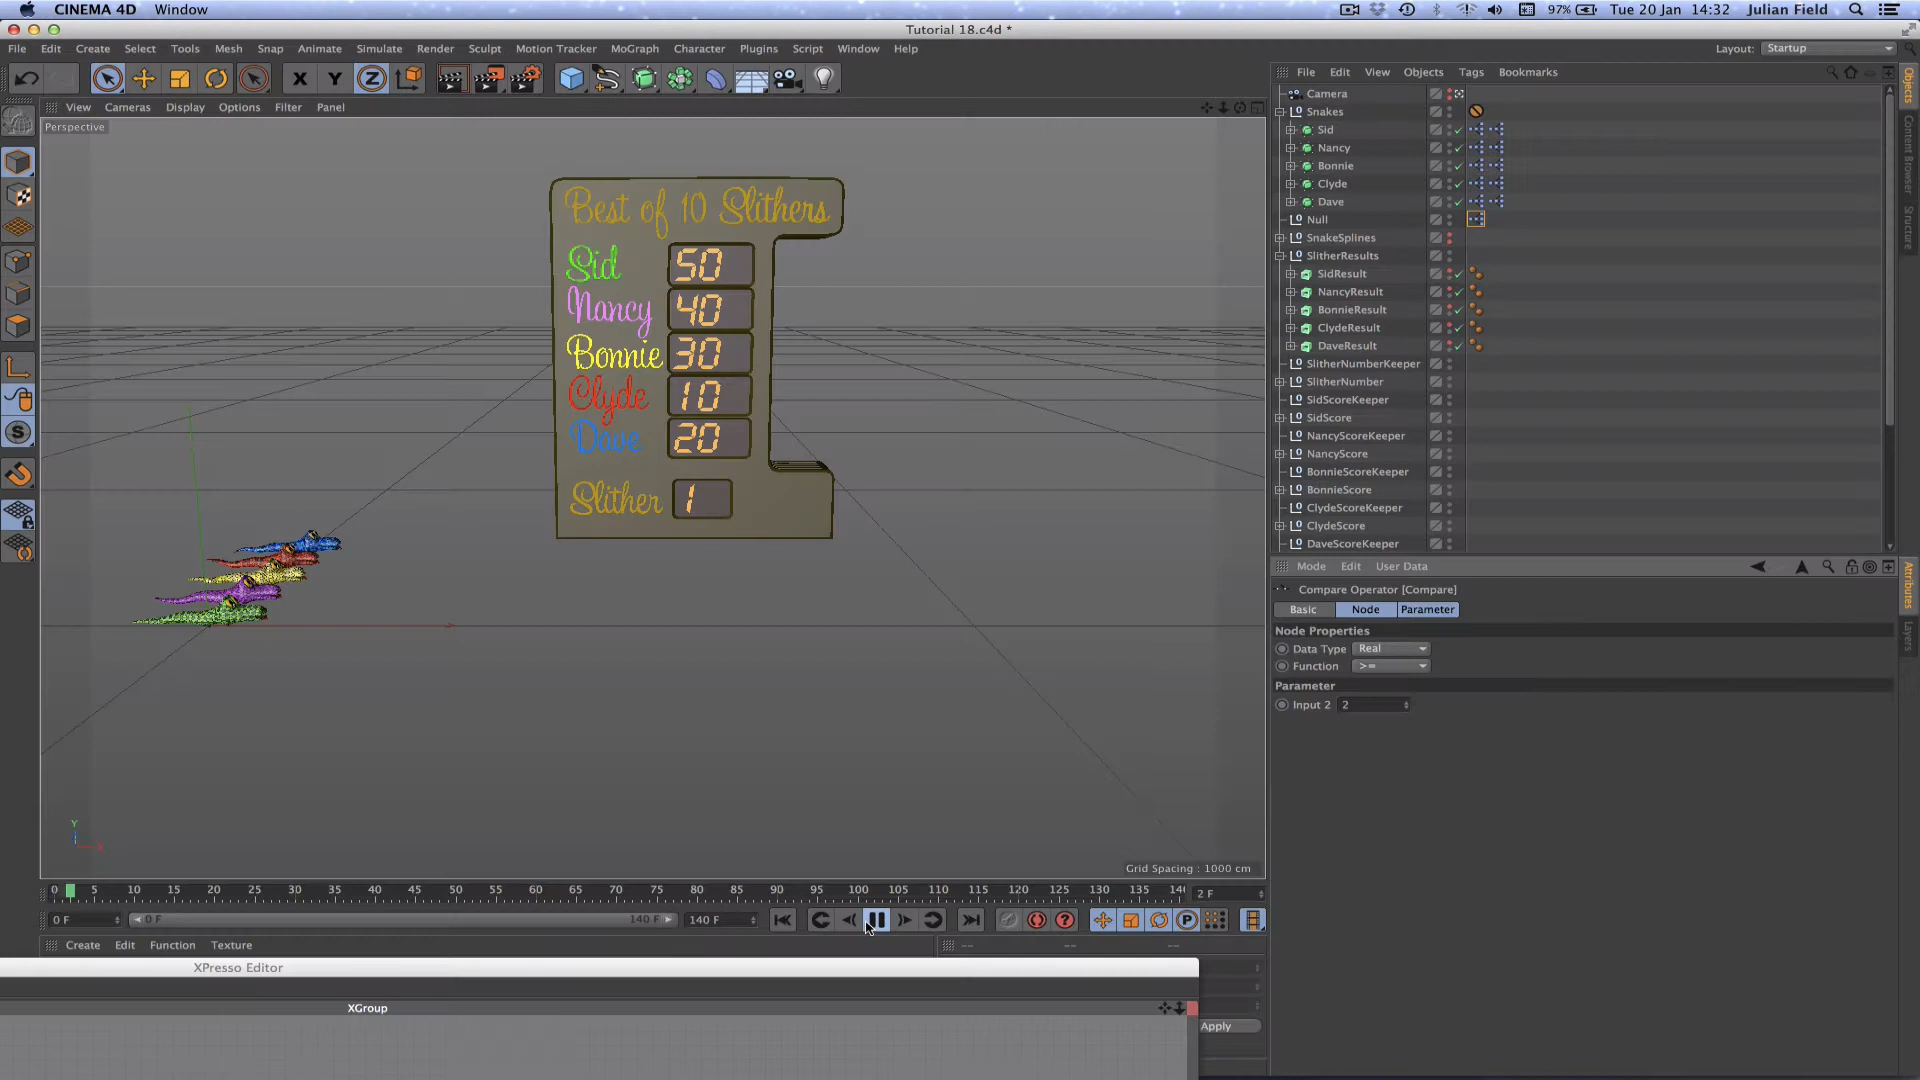 CINEMA 4D Window 97% Tue 20 Jan 14:32 Julian Field
Tutorial 18.c4d *
File Edit Create Select Tools Mesh Snap Animate Simulate Render Sculpt Motion Tracker MoGraph Character Plugins Script Window Help Layout: Startup
X Y Z
File Edit View Objects Tags Bookmarks
View Cameras Display Options Filter Panel
Perspective
Camera
Snakes
Sid
Nancy
Bonnie
Clyde
Dave
Null
SnakeSplines
SlitherResults
SidResult
NancyResult
BonnieResult
ClydeResult
DaveResult
SlitherNumberKeeper
SlitherNumber
SidScoreKeeper
SidScore
NancyScoreKeeper
NancyScore
BonnieScoreKeeper
BonnieScore
ClydeScoreKeeper
ClydeScore
DaveScoreKeeper
Objects
Content Browser
Structure
Best of 10 Slithers
Sid 50
Nancy 40
Bonnie 30
Clyde 10
Dave 20
Slither 1
Y
X
Grid Spacing : 1000 cm
Mode Edit User Data
Compare Operator [Compare]
Basic Node Parameter
Node Properties
Data Type Real
Function >=
Parameter
Input 2 2
Attributes
Layers
0 5 10 15 20 25 30 35 40 45 50 55 60 65 70 75 80 85 90 95 100 105 110 115 120 125 130 135 14 2 F
0 F 0 F 140 F 140 F
Create Edit Function Texture -- -- --
XPresso Editor
XGroup
Apply